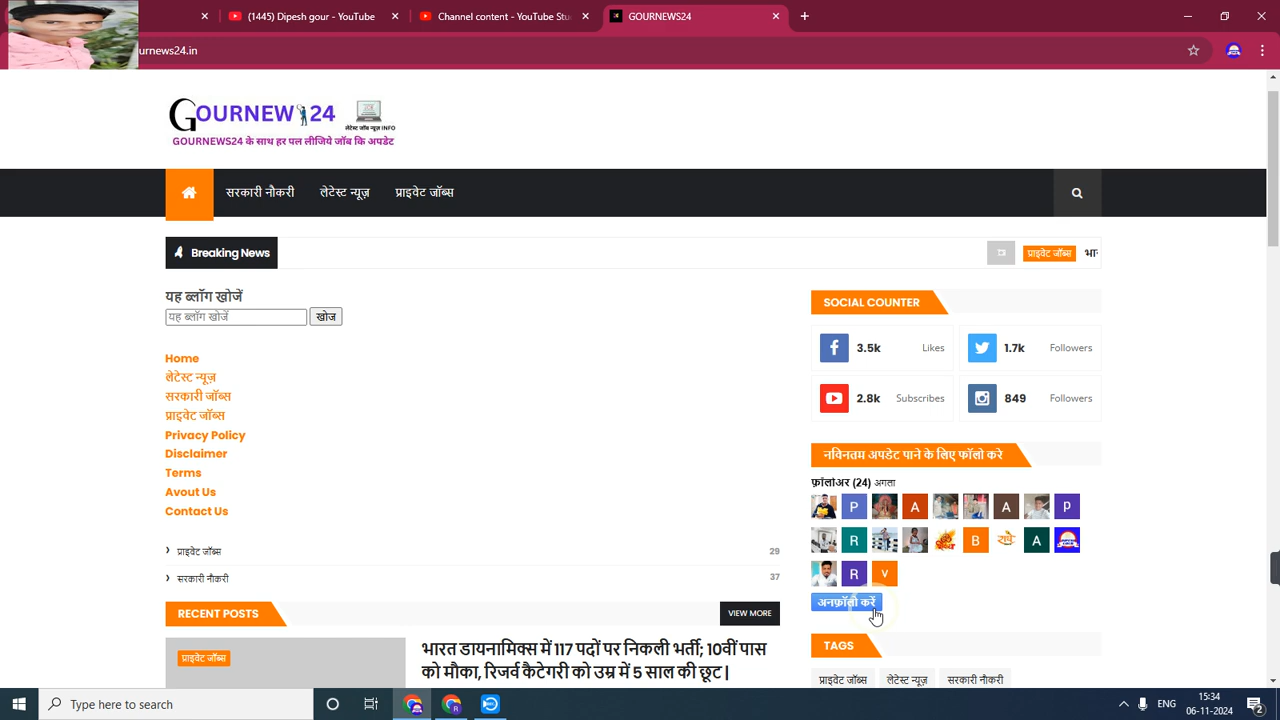 (1445) Dipesh gour - YouTube
Channel content - YouTube Stu
GOURNEWS24
urnews24.in
GOURNEW 24
लेटेस्ट जॉब न्यूज़ INFO
GOURNEWS24 के साथ हर पल लीजिये जॉब कि अपडेट
सरकारी नौकरी लेटेस्ट न्यूज़ प्राइवेट जॉब्स
Breaking News
प्राइवेट जॉब्स
यह ब्लॉग खोजें
यह ब्लॉग खोजें खोज
Home
लेटेस्ट न्यूज़
सरकारी जॉब्स
प्राइवेट जॉब्स
Privacy Policy
Disclaimer
Terms
Avout Us
Contact Us
प्राइवेट जॉब्स 29
सरकारी नौकरी 37
RECENT POSTS VIEW MORE
प्राइवेट जॉब्स
भारत डायनामिक्स में 117 पदों पर निकली भर्ती; 10वीं पास
को मौका, रिजर्व कैटेगरी को उम्र में 5 साल की छूट |
SOCIAL COUNTER
3.5k Likes
1.7k Followers
2.8k Subscribes
849 Followers
नविनतम अपडेट पाने के लिए फॉलो करे
फ़ॉलोअर (24) अगला
P A A P
R B राधे A
R V
अनफ़ॉलो करें
TAGS
प्राइवेट जॉब्स लेटेस्ट न्यूज़ सरकारी नौकरी
Type here to search
ENG
15:34
06-11-2024
2